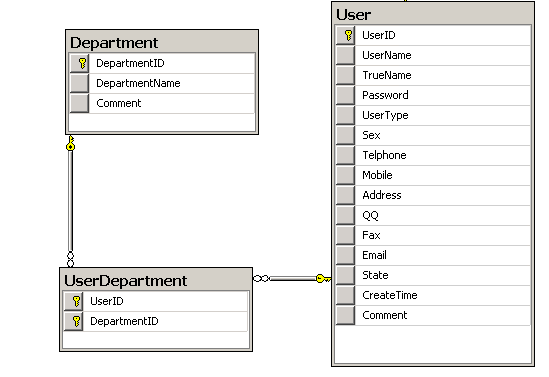 Department
DepartmentID
DepartmentName
Comment
User
UserID
UserName
TrueName
Password
UserType
Sex
Telphone
Mobile
Address
QQ
Fax
Email
State
CreateTime
Comment
UserDepartment
UserID
DepartmentID